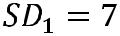 SD₁ = 7